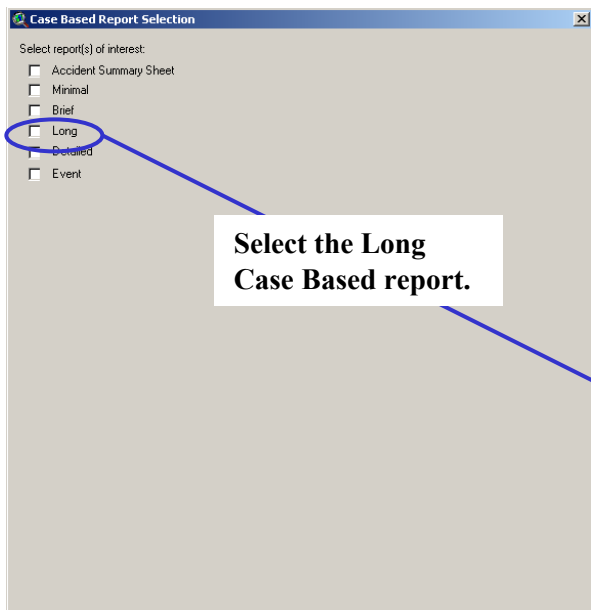 Case Based Report Selection
Select report(s) of interest:
Accident Summary Sheet
Minimal
Brief
Long
Detailed
Event
Select the Long
Case Based report.